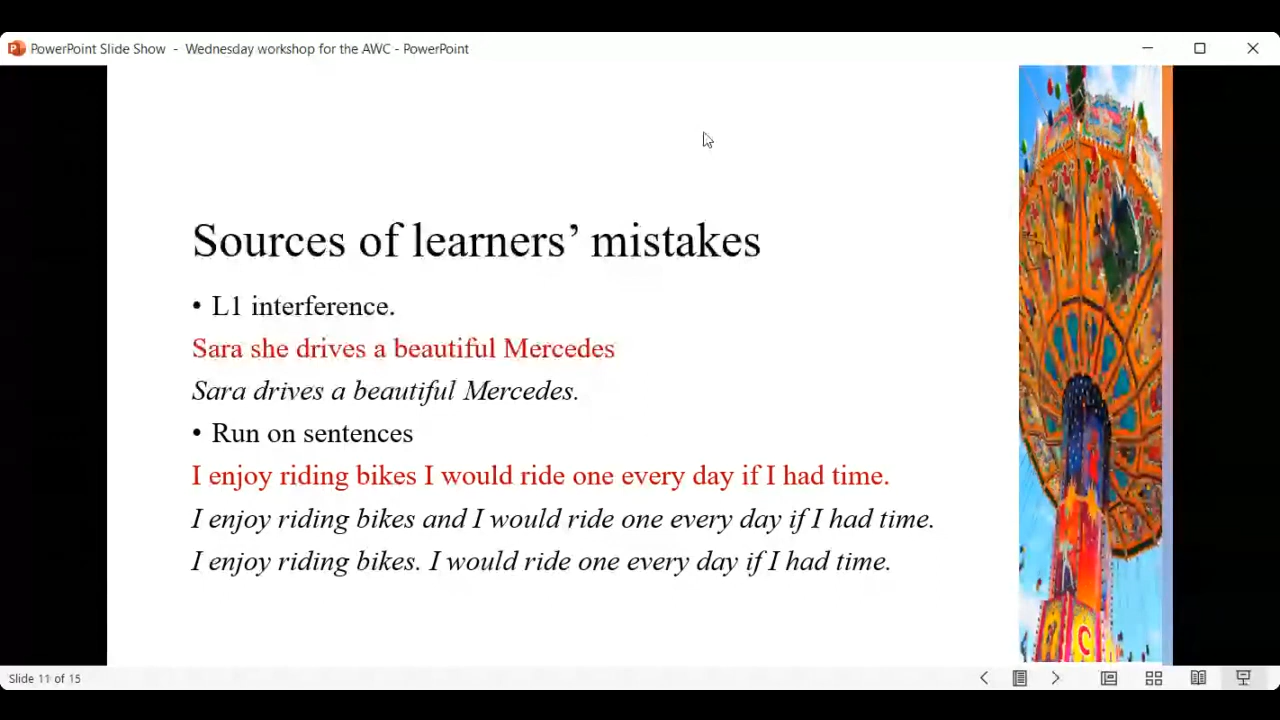 PowerPoint Slide Show - Wednesday workshop for the AWC - PowerPoint
Sources of learners’ mistakes
• L1 interference.
Sara she drives a beautiful Mercedes
Sara drives a beautiful Mercedes.
• Run on sentences
I enjoy riding bikes I would ride one every day if I had time.
I enjoy riding bikes and I would ride one every day if I had time.
I enjoy riding bikes. I would ride one every day if I had time.
C
Slide 11 of 15